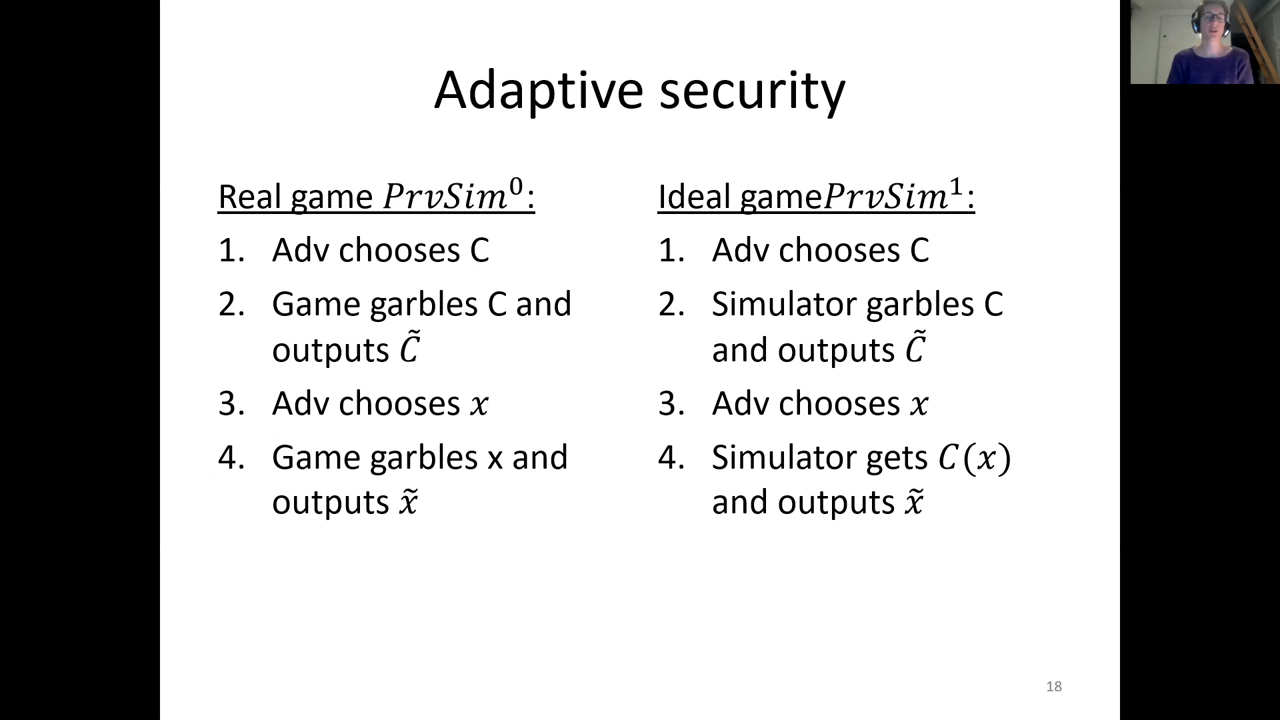 Adaptive security
Real game 𝑃𝑟𝑣𝑆𝑖𝑚⁰:
1. Adv chooses C
2. Game garbles C and
outputs 𝐶̃
3. Adv chooses 𝑥
4. Game garbles x and
outputs 𝑥̃
Ideal game𝑃𝑟𝑣𝑆𝑖𝑚¹:
1. Adv chooses C
2. Simulator garbles C
and outputs 𝐶̃
3. Adv chooses 𝑥
4. Simulator gets 𝐶(𝑥)
and outputs 𝑥̃
18